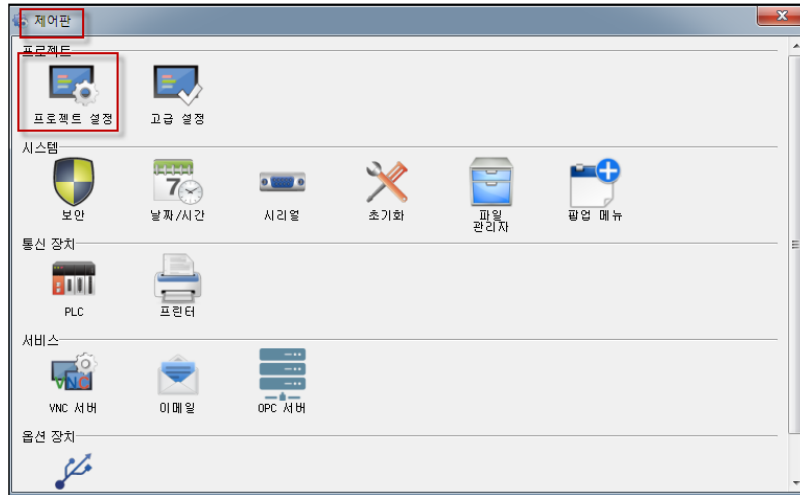 제어판
프로젝트
프로젝트 설정
고급 설정
시스템
7
보안
날짜/시간
시리얼
초기화
파일
관리자
팝업 메뉴
통신 장치
PLC
프린터
서비스
VNC
VNC 서버
이메일
OPC 서버
옵션 장치